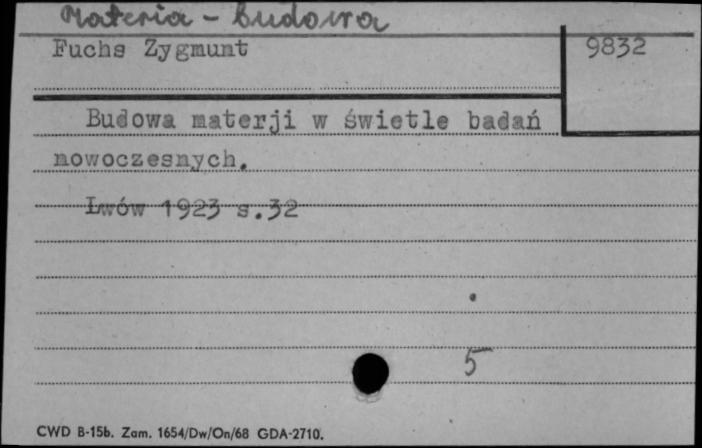 Materia - budowa
Fuchs Zygmunt 9832
Budowa materji w świetle badań
nowoczesnych.
Lwów 1923 s.32
5
CWD B-15b. Zam. 1654/Dw/On/68 GDA-2710.